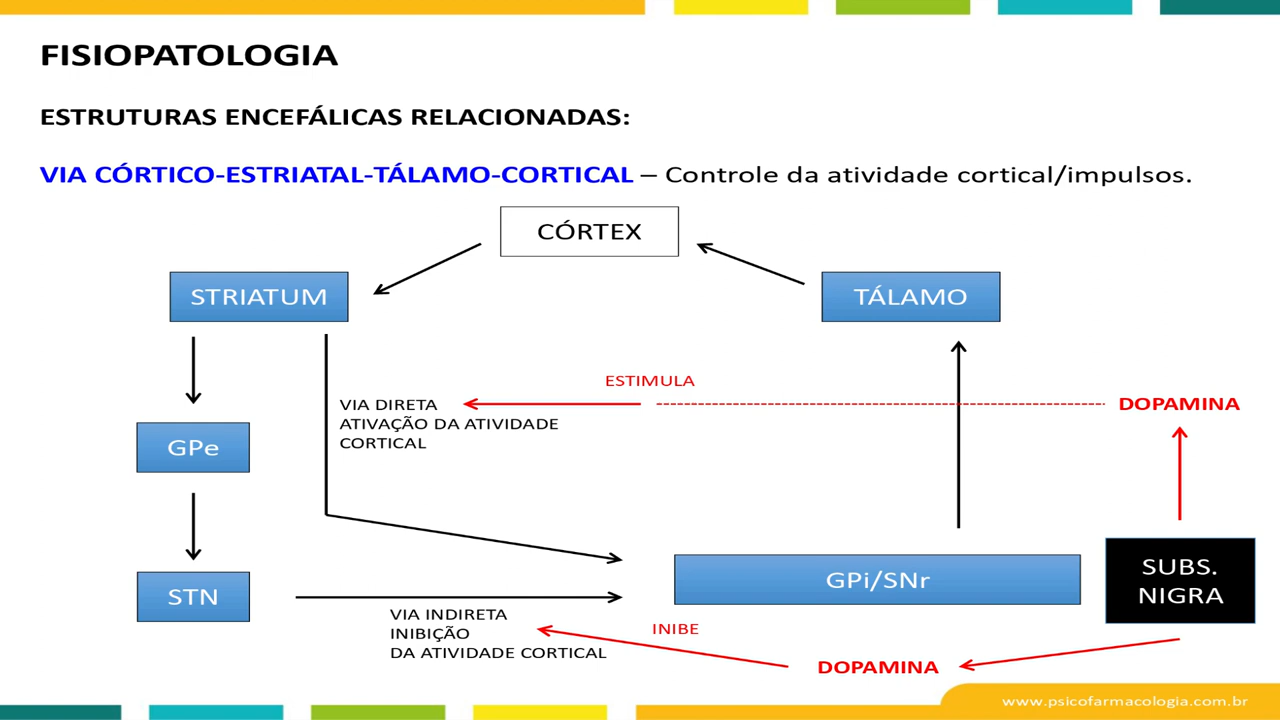 FISIOPATOLOGIA
ESTRUTURAS ENCEFÁLICAS RELACIONADAS:
VIA CÓRTICO-ESTRIATAL-TÁLAMO-CORTICAL – Controle da atividade cortical/impulsos.
CÓRTEX
STRIATUM
TÁLAMO
ESTIMULA
VIA DIRETA
ATIVAÇÃO DA ATIVIDADE
CORTICAL
DOPAMINA
GPe
STN
GPi/SNr
SUBS.
NIGRA
VIA INDIRETA
INIBIÇÃO
DA ATIVIDADE CORTICAL
INIBE
DOPAMINA
www.psicofarmacologia.com.br